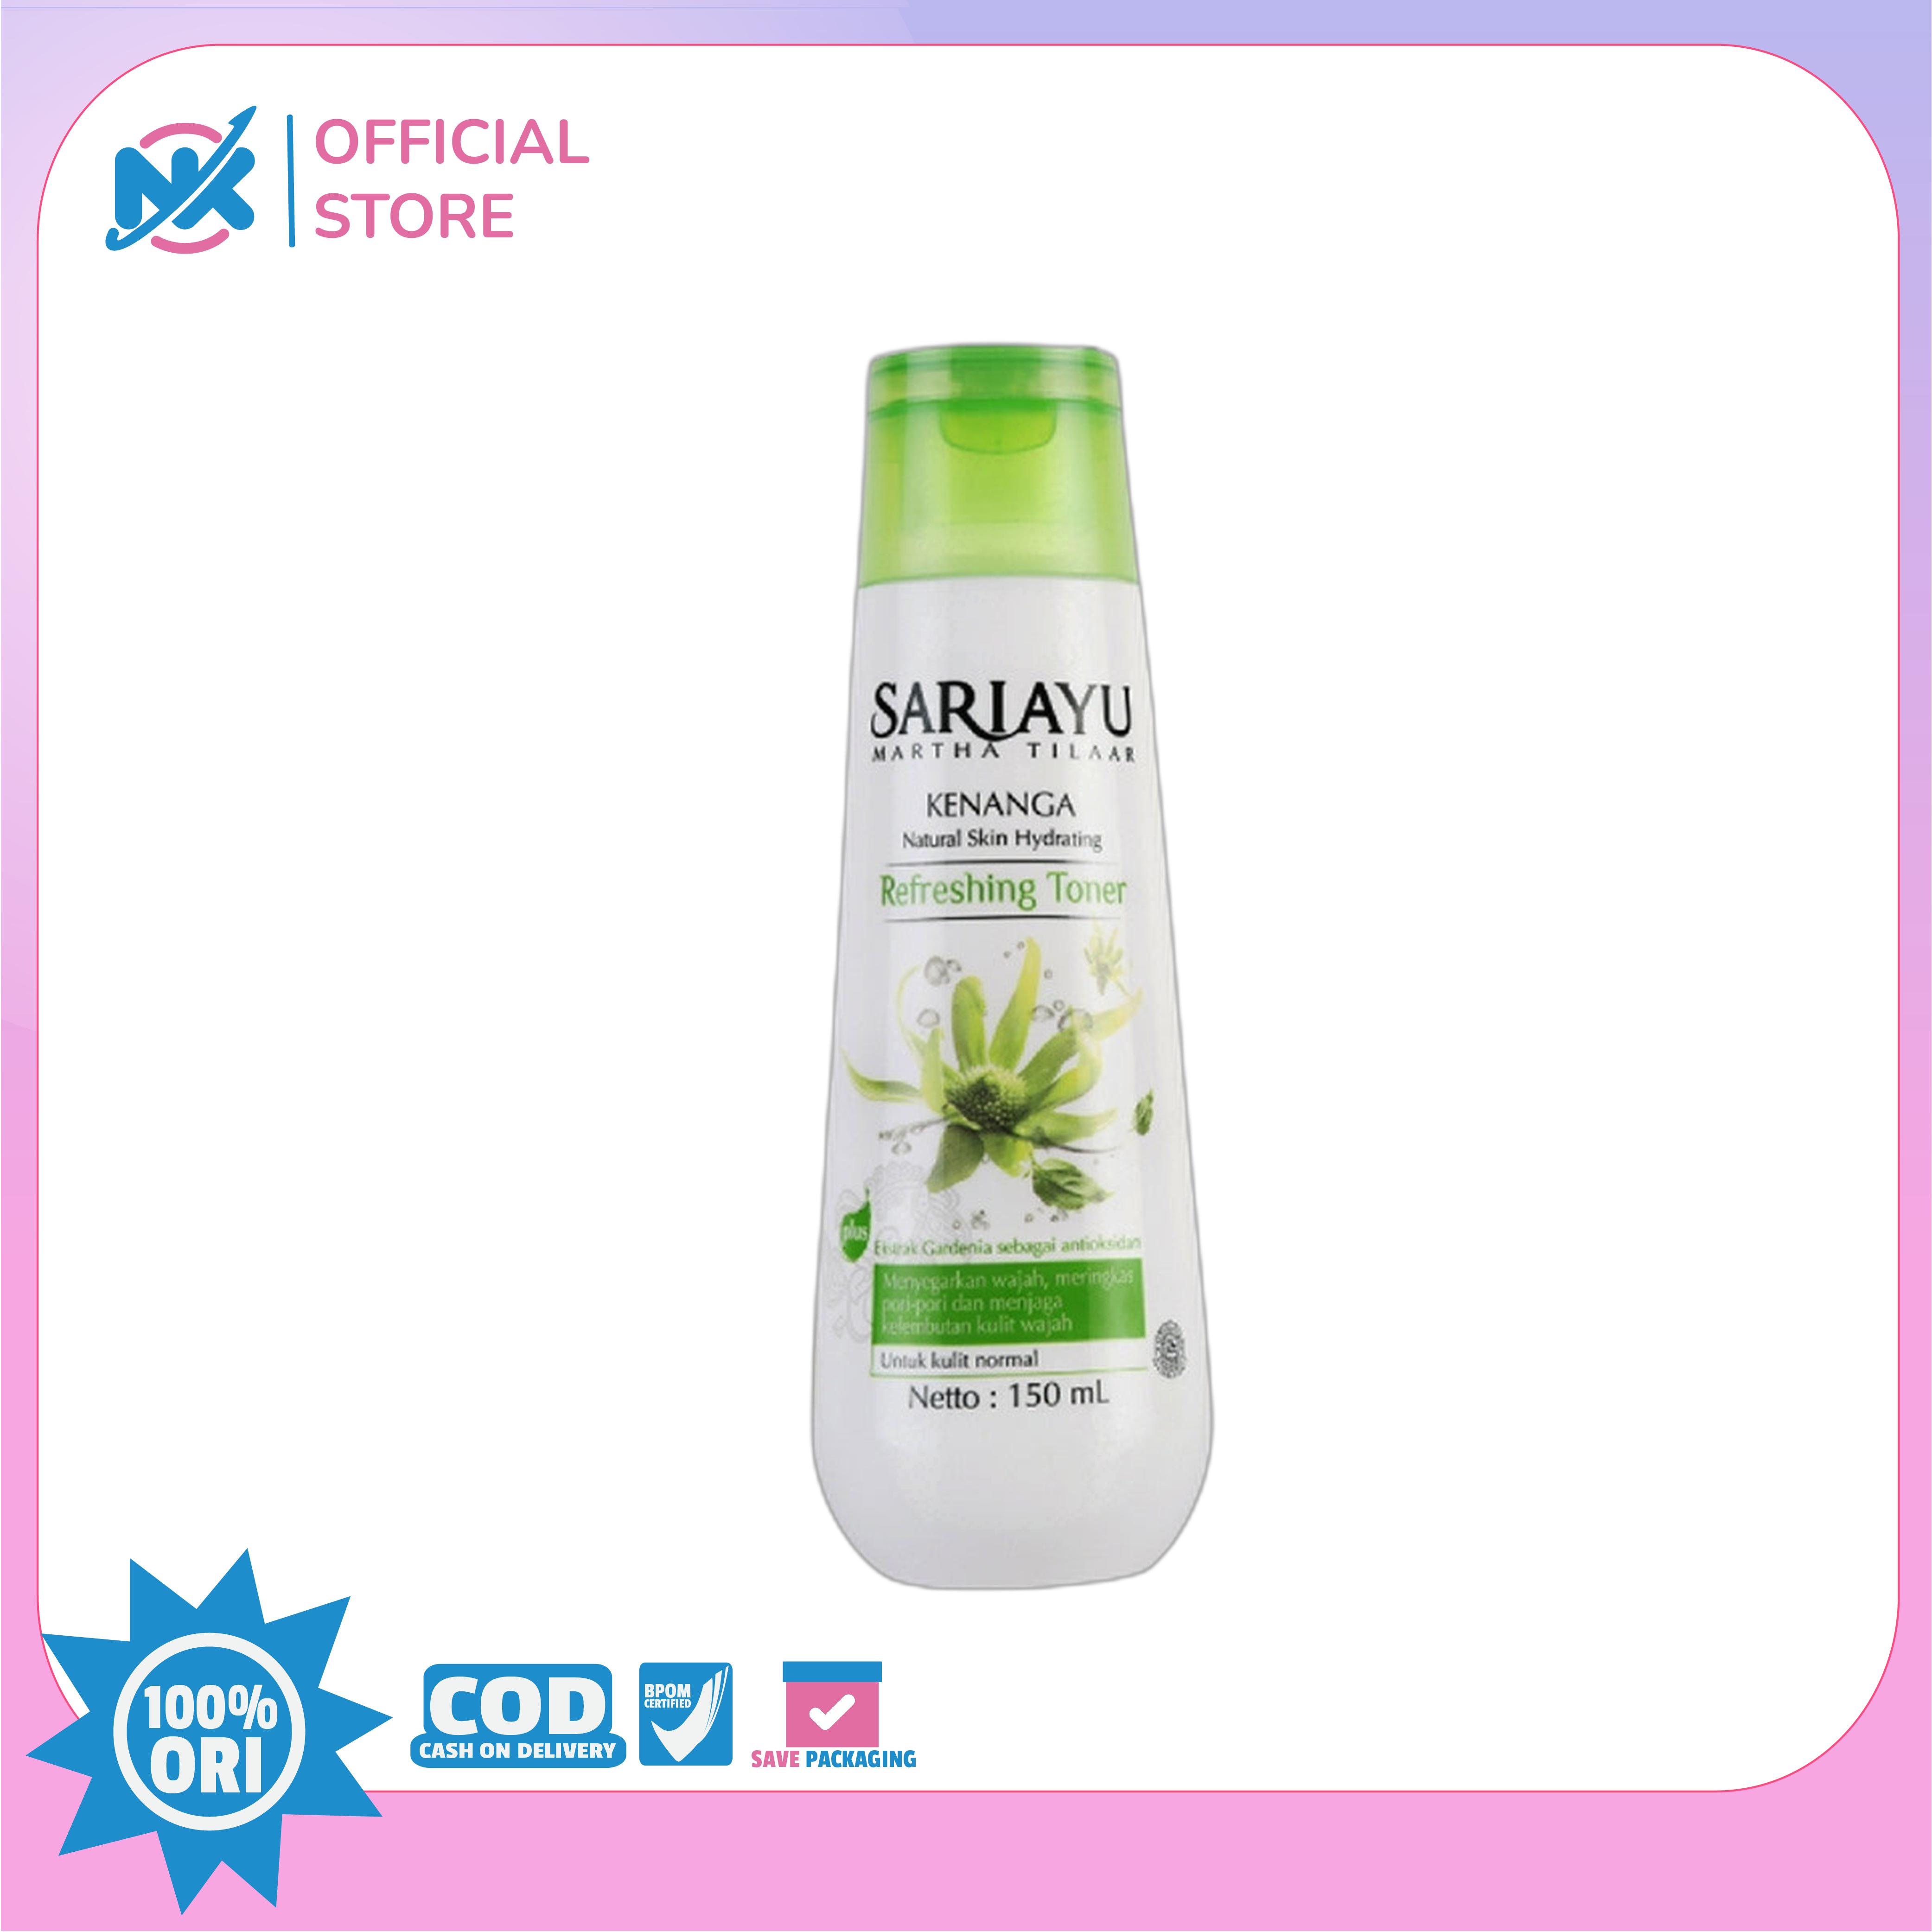 NK
OFFICIAL
STORE
SARIAYU
MARTHA TILAAR
KENANGA
Natural Skin Hydrating
Refreshing Toner
plus
Ekstrak Gardenia sebagai antioksidan
Menyegarkan wajah, meringkas
pori-pori dan menjaga
kelembutan kulit wajah
Untuk kulit normal
Netto : 150 mL
100%
ORI
COD
CASH ON DELIVERY
BPOM
CERTIFIED
SAVE PACKAGING